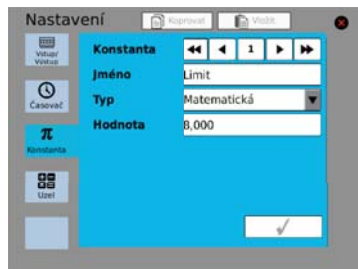 Nastavení
Kopírovat
Vložit
Vstup/
Výstup
Časovač
π
Konstanta
Uzel
Konstanta 1
Jméno Limit
Typ Matematická
Hodnota 8,000